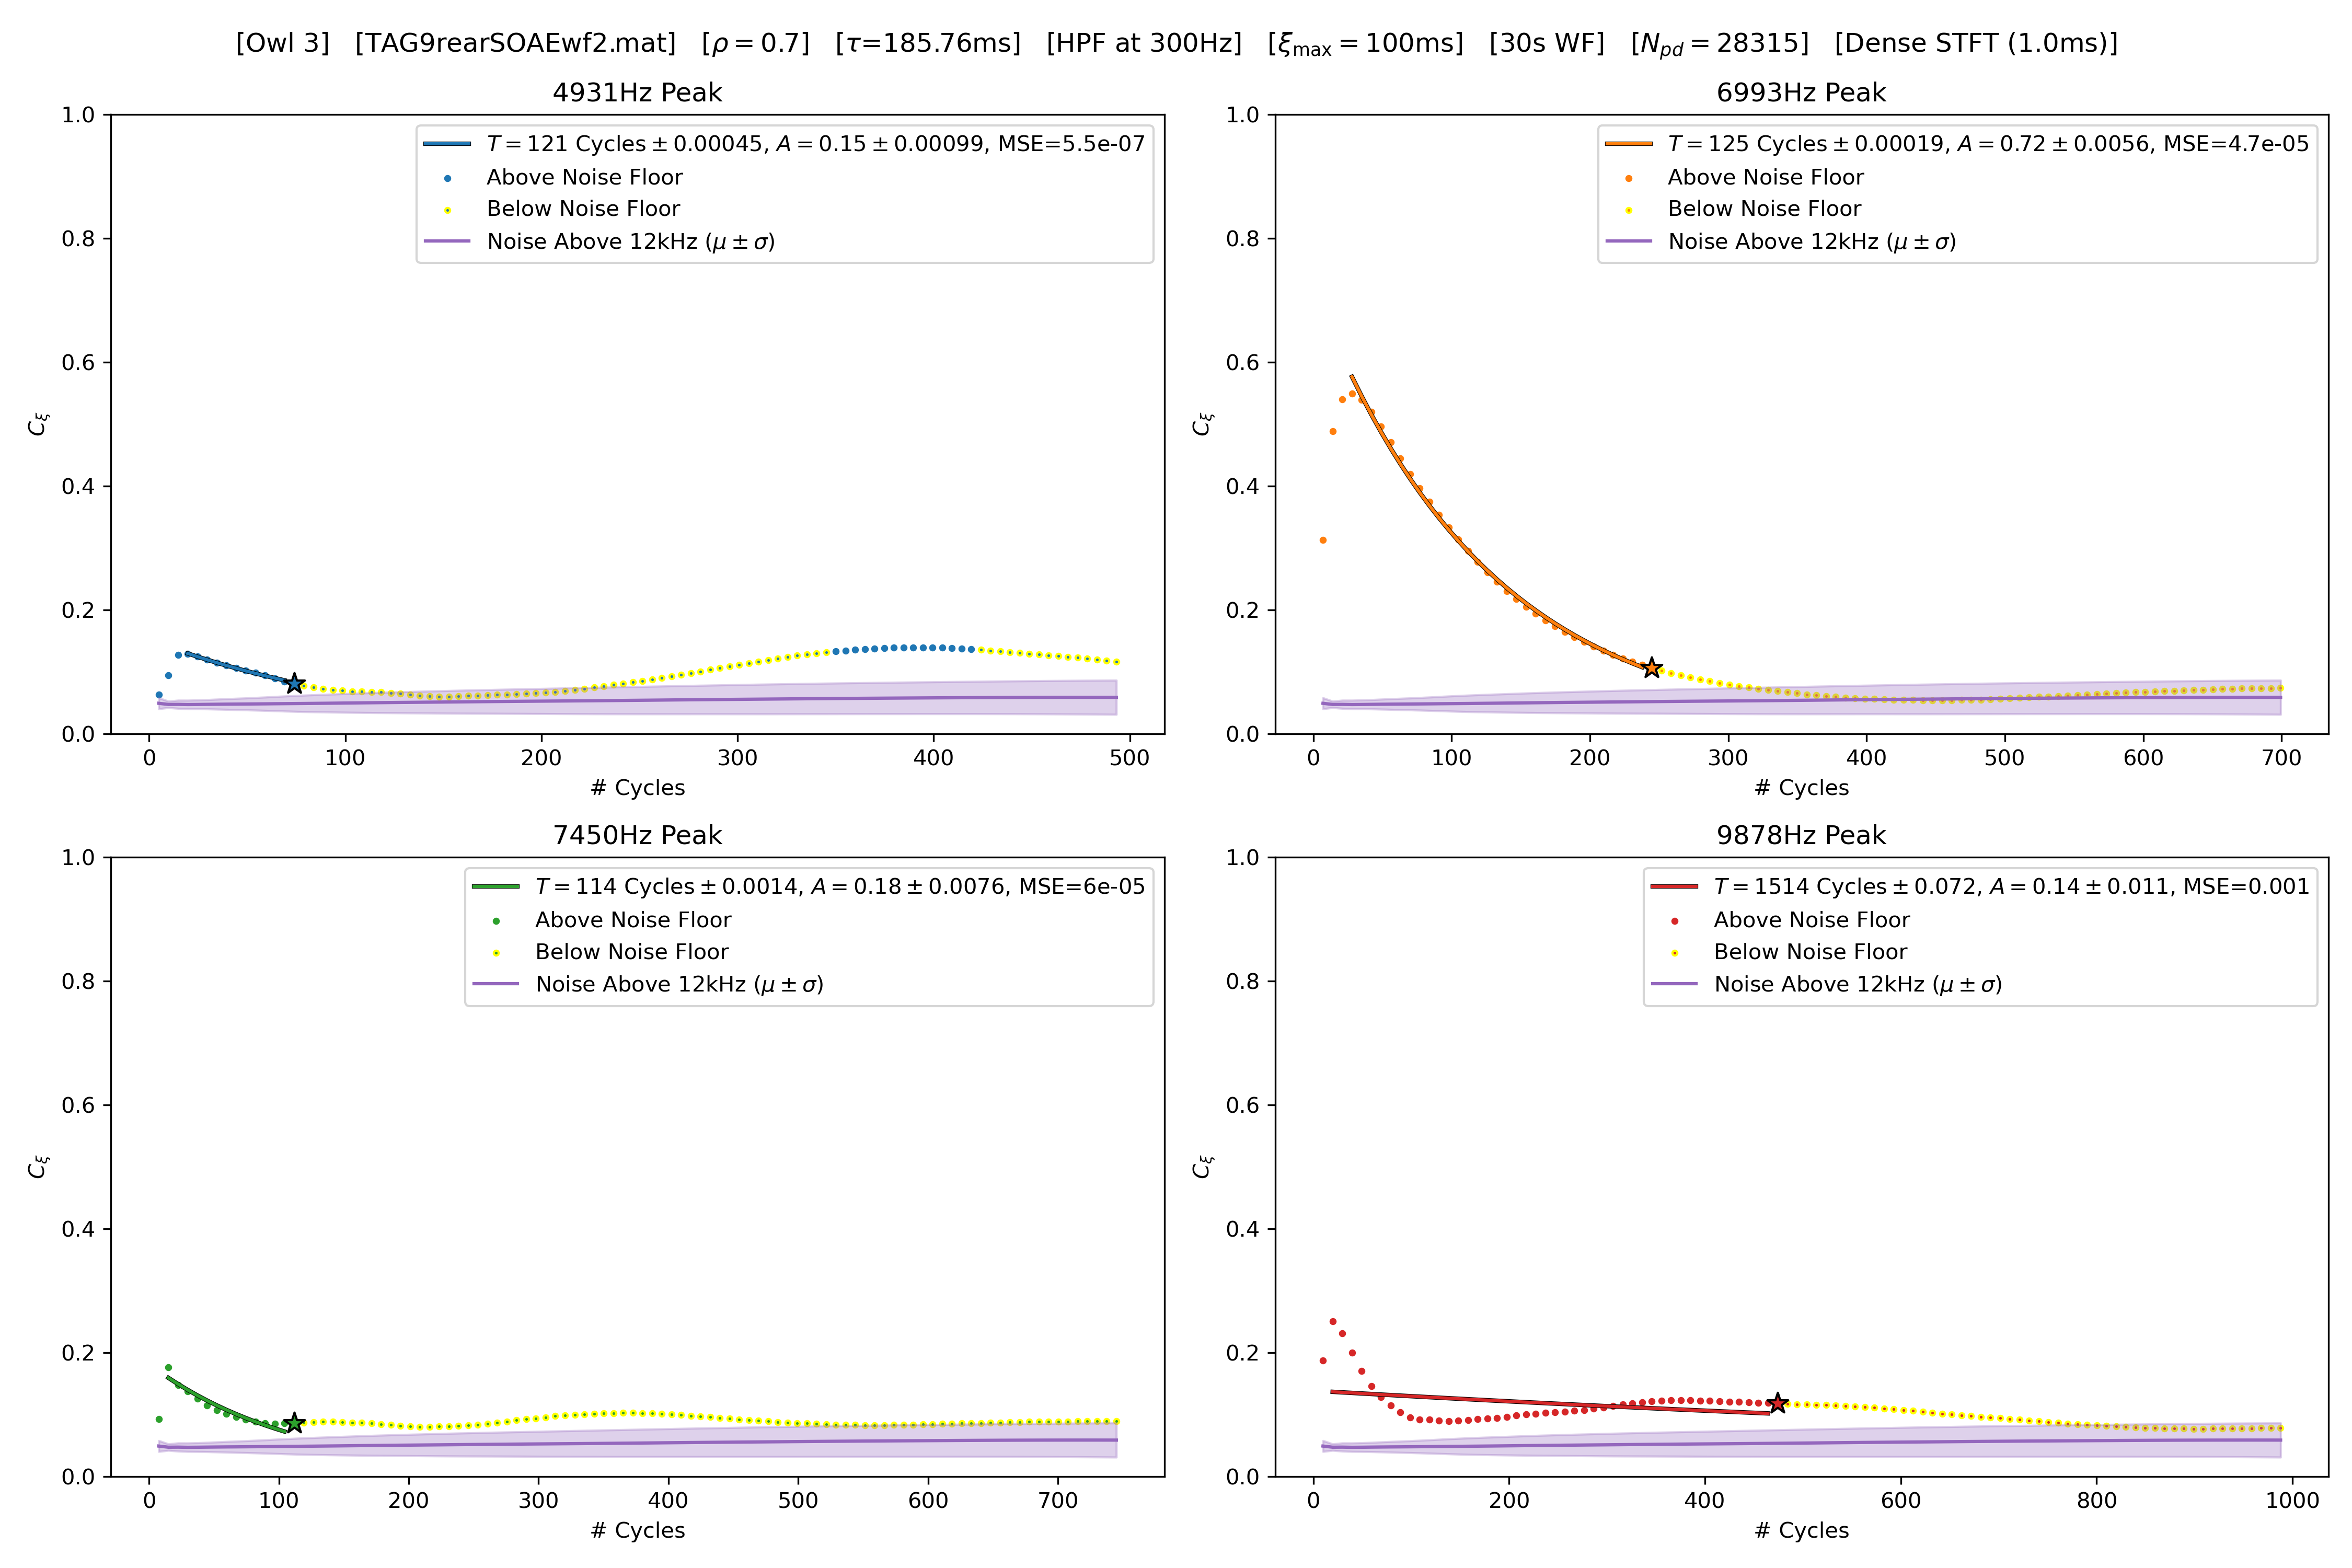 [Owl 3] [TAG9rearSOAEwf2.mat] [ρ = 0.7] [τ=185.76ms] [HPF at 300Hz] [ξmax = 100ms] [30s WF] [Npd = 28315] [Dense STFT (1.0ms)]
4931Hz Peak
T = 121 Cycles ± 0.00045, A = 0.15 ± 0.00099, MSE=5.5e-07
Above Noise Floor
Below Noise Floor
Noise Above 12kHz (μ ± σ)
1.0
0.8
0.6
0.4
0.2
0.0
Cξ
0 100 200 300 400 500
# Cycles
6993Hz Peak
T = 125 Cycles ± 0.00019, A = 0.72 ± 0.0056, MSE=4.7e-05
Above Noise Floor
Below Noise Floor
Noise Above 12kHz (μ ± σ)
1.0
0.8
0.6
0.4
0.2
0.0
Cξ
0 100 200 300 400 500 600 700
# Cycles
7450Hz Peak
T = 114 Cycles ± 0.0014, A = 0.18 ± 0.0076, MSE=6e-05
Above Noise Floor
Below Noise Floor
Noise Above 12kHz (μ ± σ)
1.0
0.8
0.6
0.4
0.2
0.0
Cξ
0 100 200 300 400 500 600 700
# Cycles
9878Hz Peak
T = 1514 Cycles ± 0.072, A = 0.14 ± 0.011, MSE=0.001
Above Noise Floor
Below Noise Floor
Noise Above 12kHz (μ ± σ)
1.0
0.8
0.6
0.4
0.2
0.0
Cξ
0 200 400 600 800 1000
# Cycles